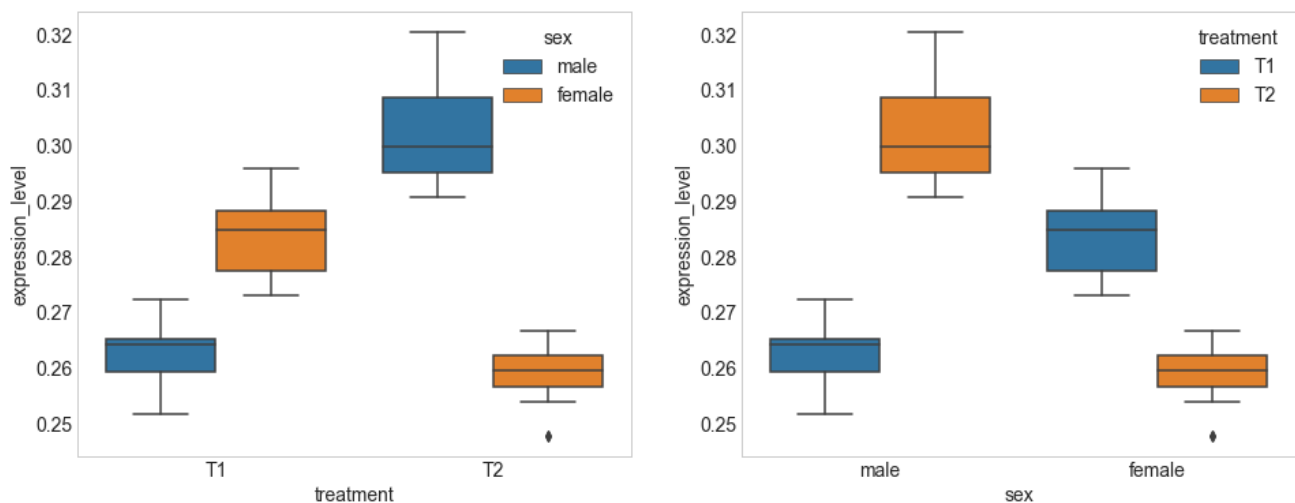 0.32
0.31
0.30
0.29
0.28
0.27
0.26
0.25
expression_level
sex
male
female
T1
T2
treatment
0.32
0.31
0.30
0.29
0.28
0.27
0.26
0.25
expression_level
treatment
T1
T2
male
female
sex